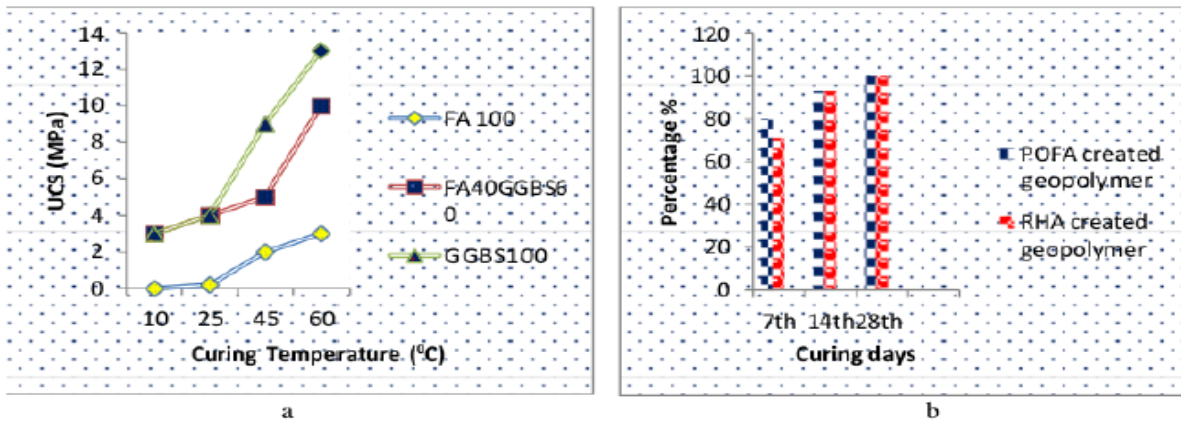 14
12
10
8
6
4
2
0
UCS (MPa)
10 25 45 60
Curing Temperature (⁰C)
FA 100
FA40GGBS6
0
GGBS100
a
120
100
80
60
40
20
0
Percentage %
7th 14th 28th
Curing days
POFA created
geopolymer
RHA created
geopolymer
b